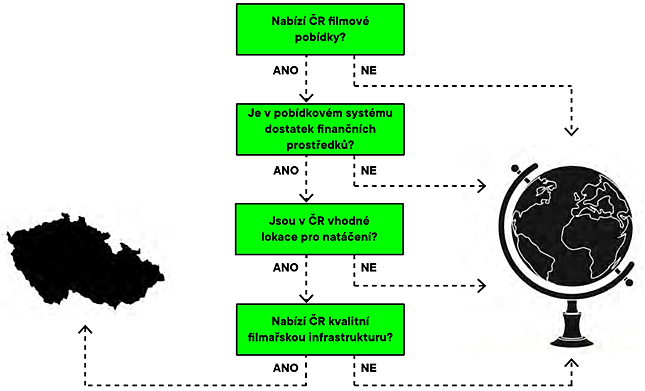 Nabízí ČR filmové
pobídky?
ANO
NE
Je v pobídkovém systému
dostatek finančních
prostředků?
ANO
NE
Jsou v ČR vhodné
lokace pro natáčení?
ANO
NE
Nabízí ČR kvalitní
filmařskou infrastrukturu?
ANO
NE